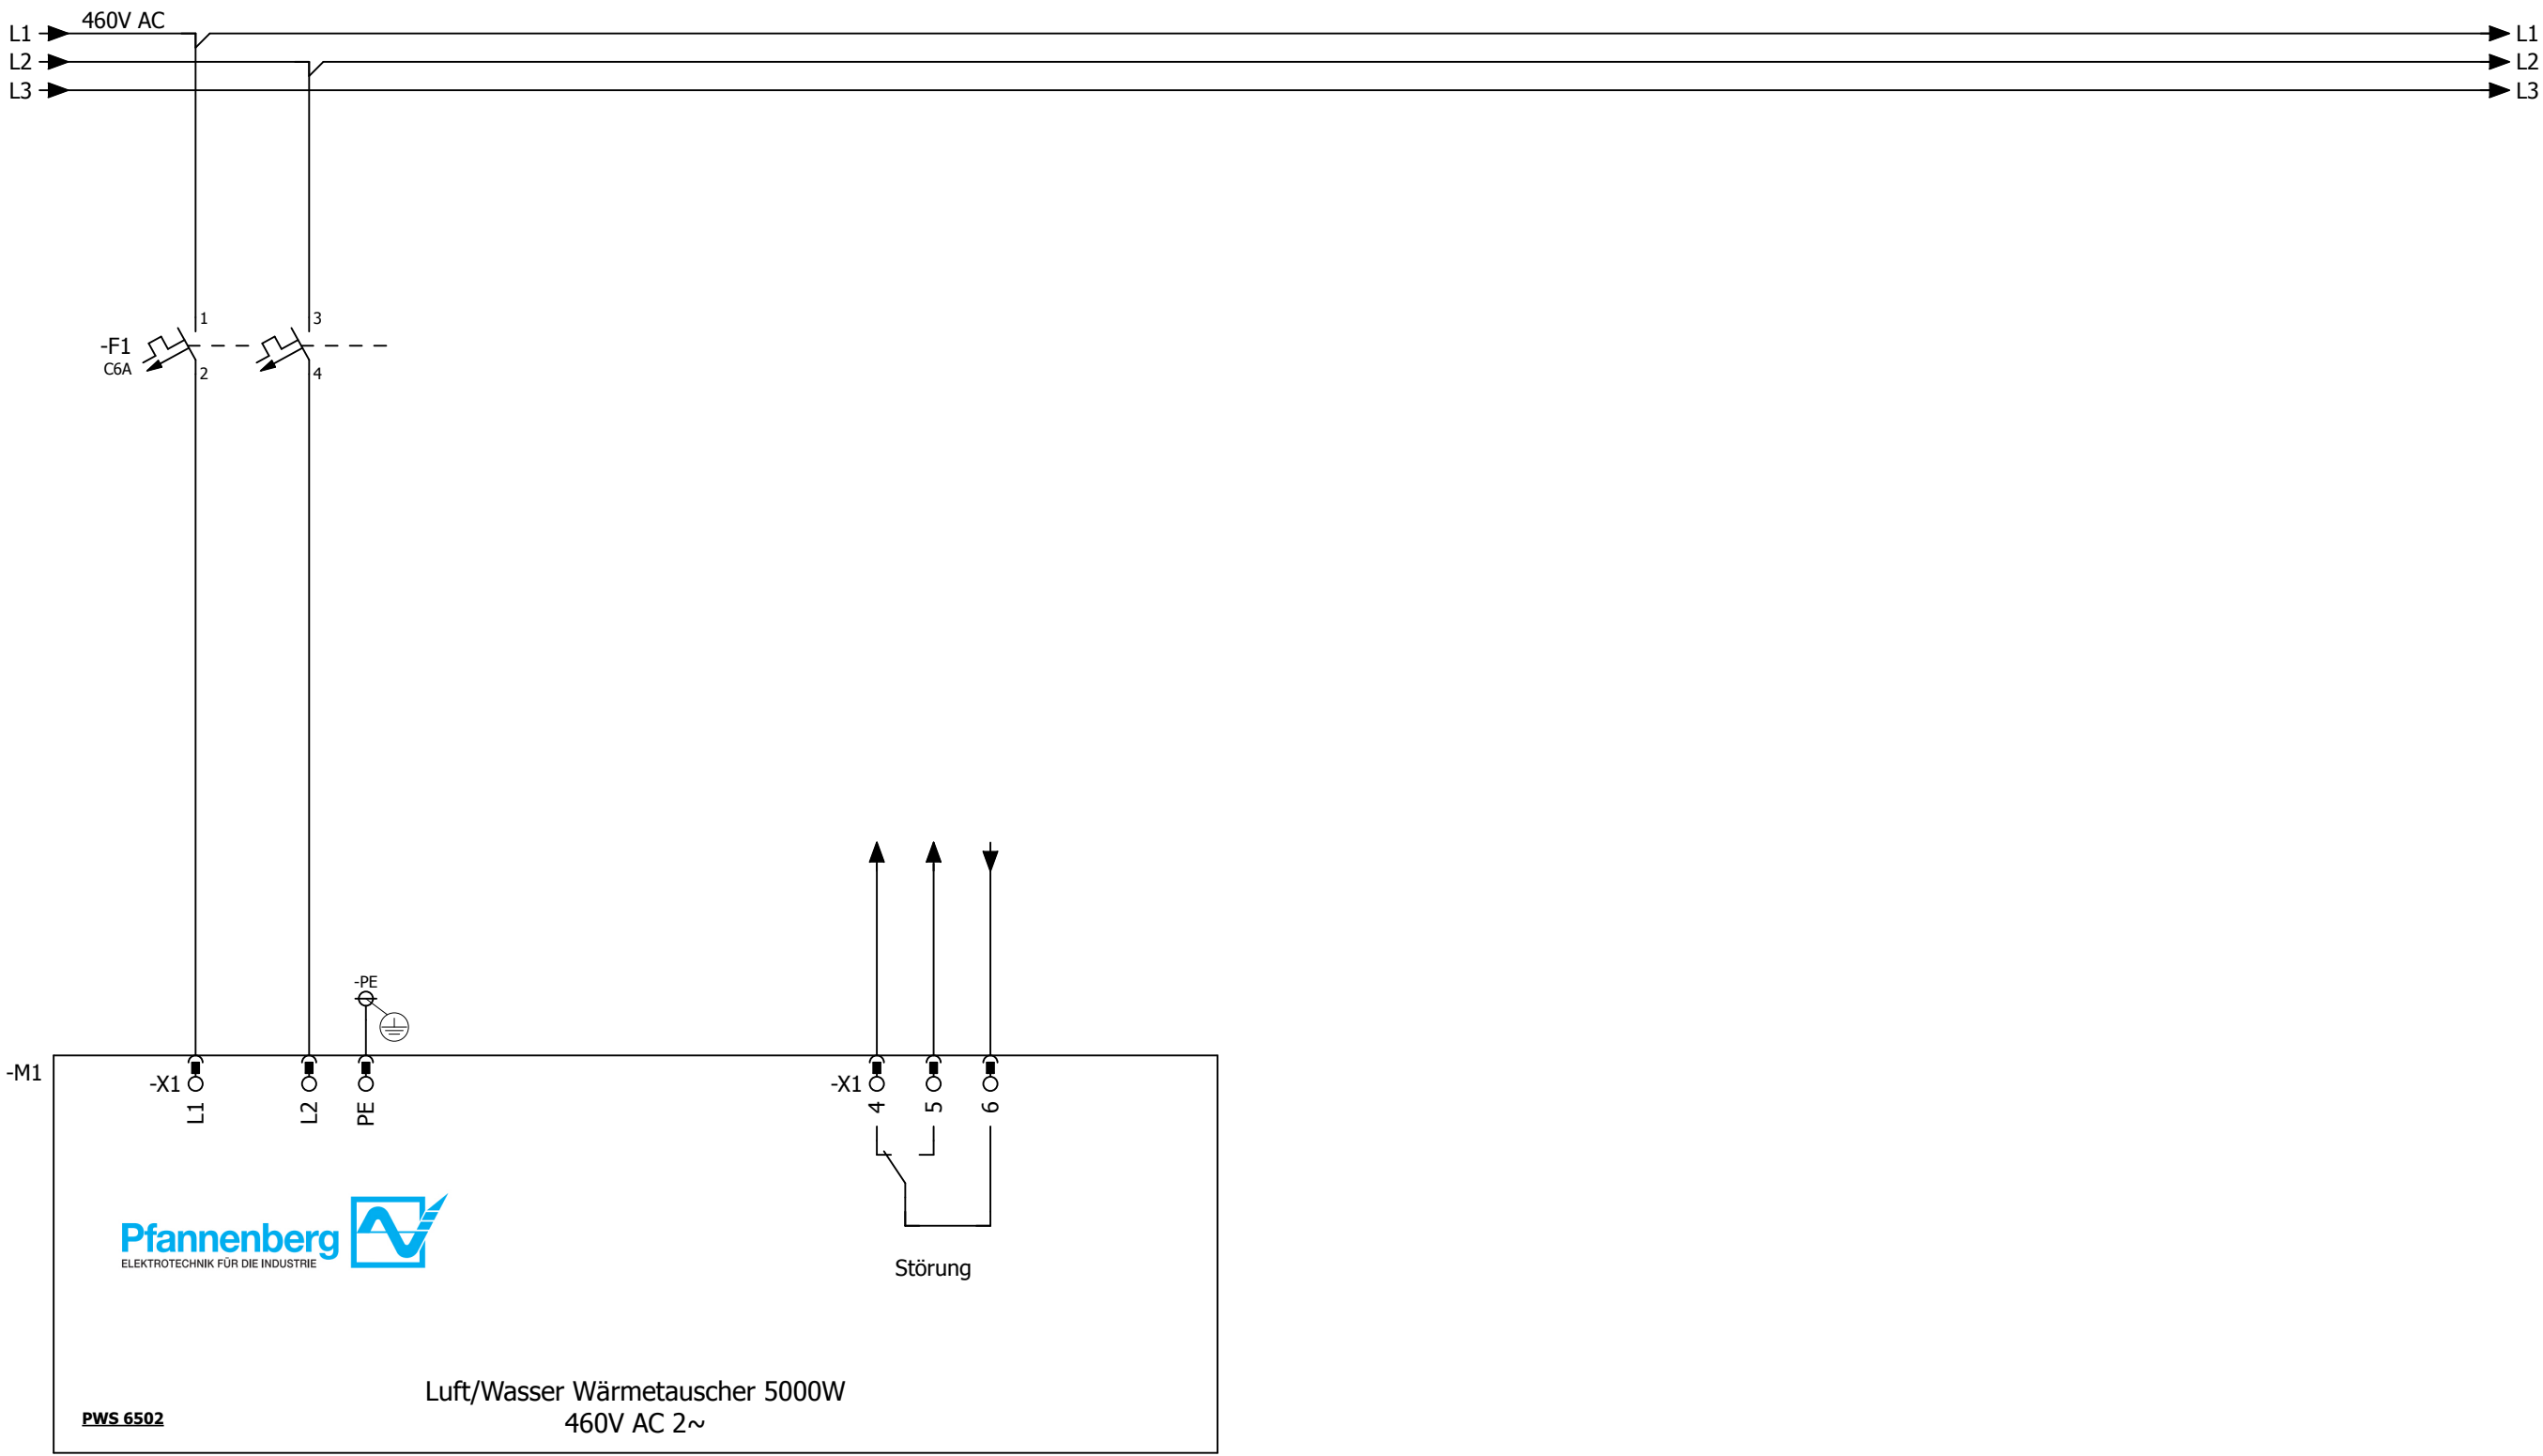 460V AC
L1 L1
L2 L2
L3 L3
1 3
-F1
C6A
2 4
-PE
-M1
-X1 -X1
L1 L2 PE 4 5 6
Pfannenberg
ELEKTROTECHNIK FÜR DIE INDUSTRIE
Störung
Luft/Wasser Wärmetauscher 5000W
460V AC 2~
PWS 6502